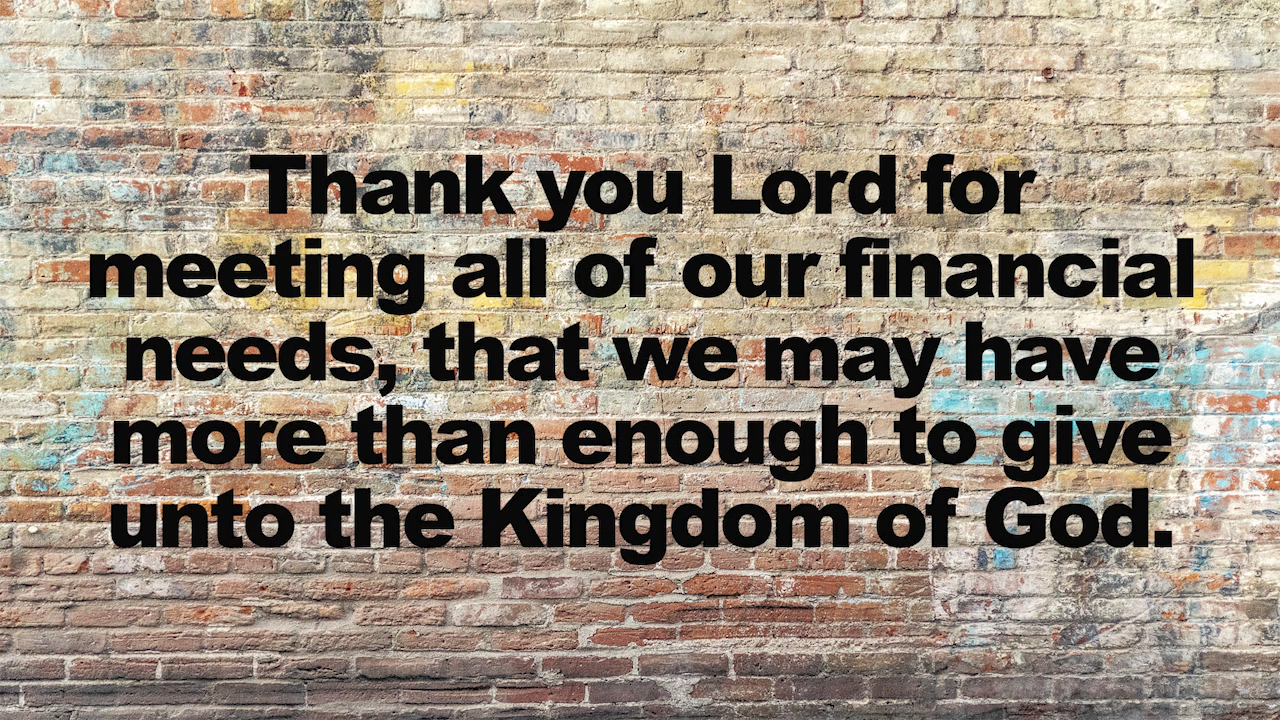 Thank you Lord for
meeting all of our financial
needs, that we may have
more than enough to give
unto the Kingdom of God.